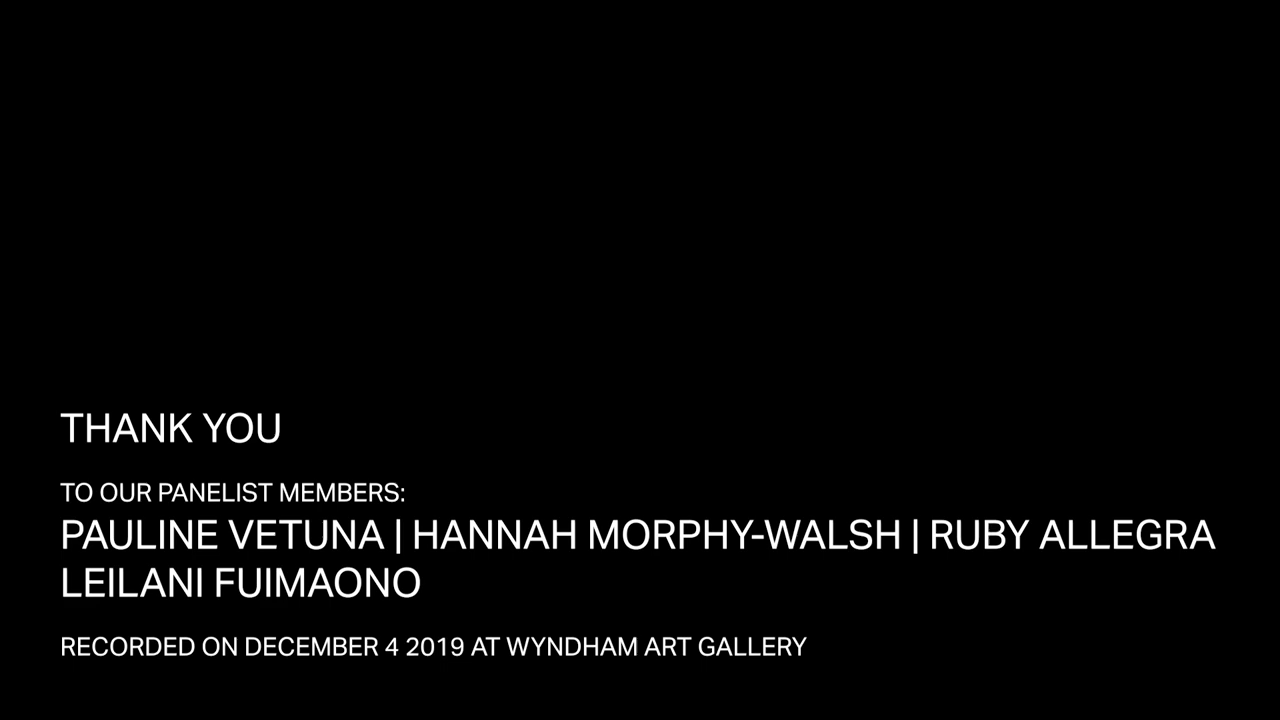 THANK YOU
TO OUR PANELIST MEMBERS:
PAULINE VETUNA | HANNAH MORPHY-WALSH | RUBY ALLEGRA
LEILANI FUIMAONO
RECORDED ON DECEMBER 4 2019 AT WYNDHAM ART GALLERY